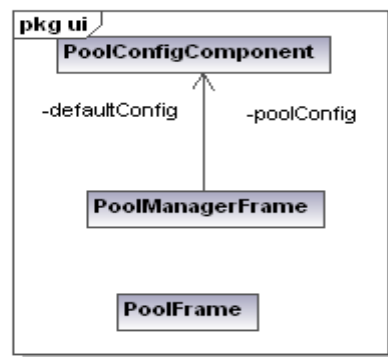 pkg ui
PoolConfigComponent
-defaultConfig -poolConfig
PoolManagerFrame
PoolFrame